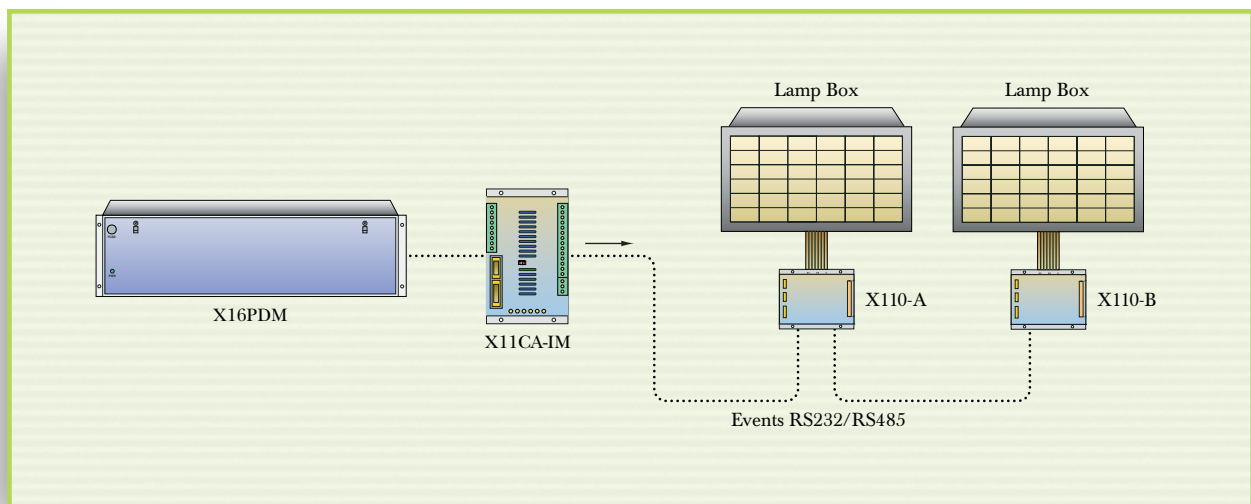 Lamp Box
Lamp Box
X16PDM
X11CA-IM
X110-A
X110-B
Events RS232/RS485